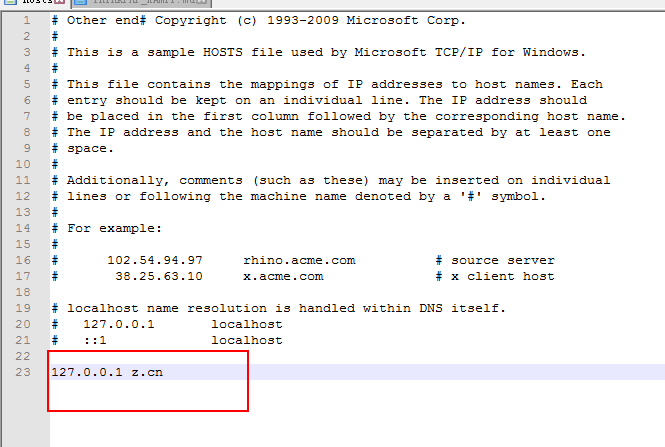 1 # Other end# Copyright (c) 1993-2009 Microsoft Corp.
2 #
3 # This is a sample HOSTS file used by Microsoft TCP/IP for Windows.
4 #
5 # This file contains the mappings of IP addresses to host names. Each
6 # entry should be kept on an individual line. The IP address should
7 # be placed in the first column followed by the corresponding host name.
8 # The IP address and the host name should be separated by at least one
9 # space.
10 #
11 # Additionally, comments (such as these) may be inserted on individual
12 # lines or following the machine name denoted by a '#' symbol.
13 #
14 # For example:
15 #
16 #      102.54.94.97     rhino.acme.com          # source server
17 #       38.25.63.10     x.acme.com              # x client host
18
19 # localhost name resolution is handled within DNS itself.
20 #   127.0.0.1       localhost
21 #   ::1             localhost
22
23 127.0.0.1 z.cn